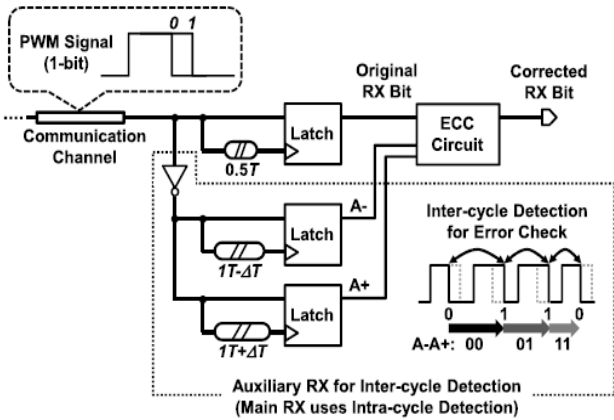 PWM Signal
(1-bit)
0 1
Communication
Channel
0.5T
Latch
Original
RX Bit
ECC
Circuit
Corrected
RX Bit
1T-ΔT
Latch
A-
1T+ΔT
Latch
A+
Inter-cycle Detection
for Error Check
0 1 1 0
A-A+: 00 01 11
Auxiliary RX for Inter-cycle Detection
(Main RX uses Intra-cycle Detection)